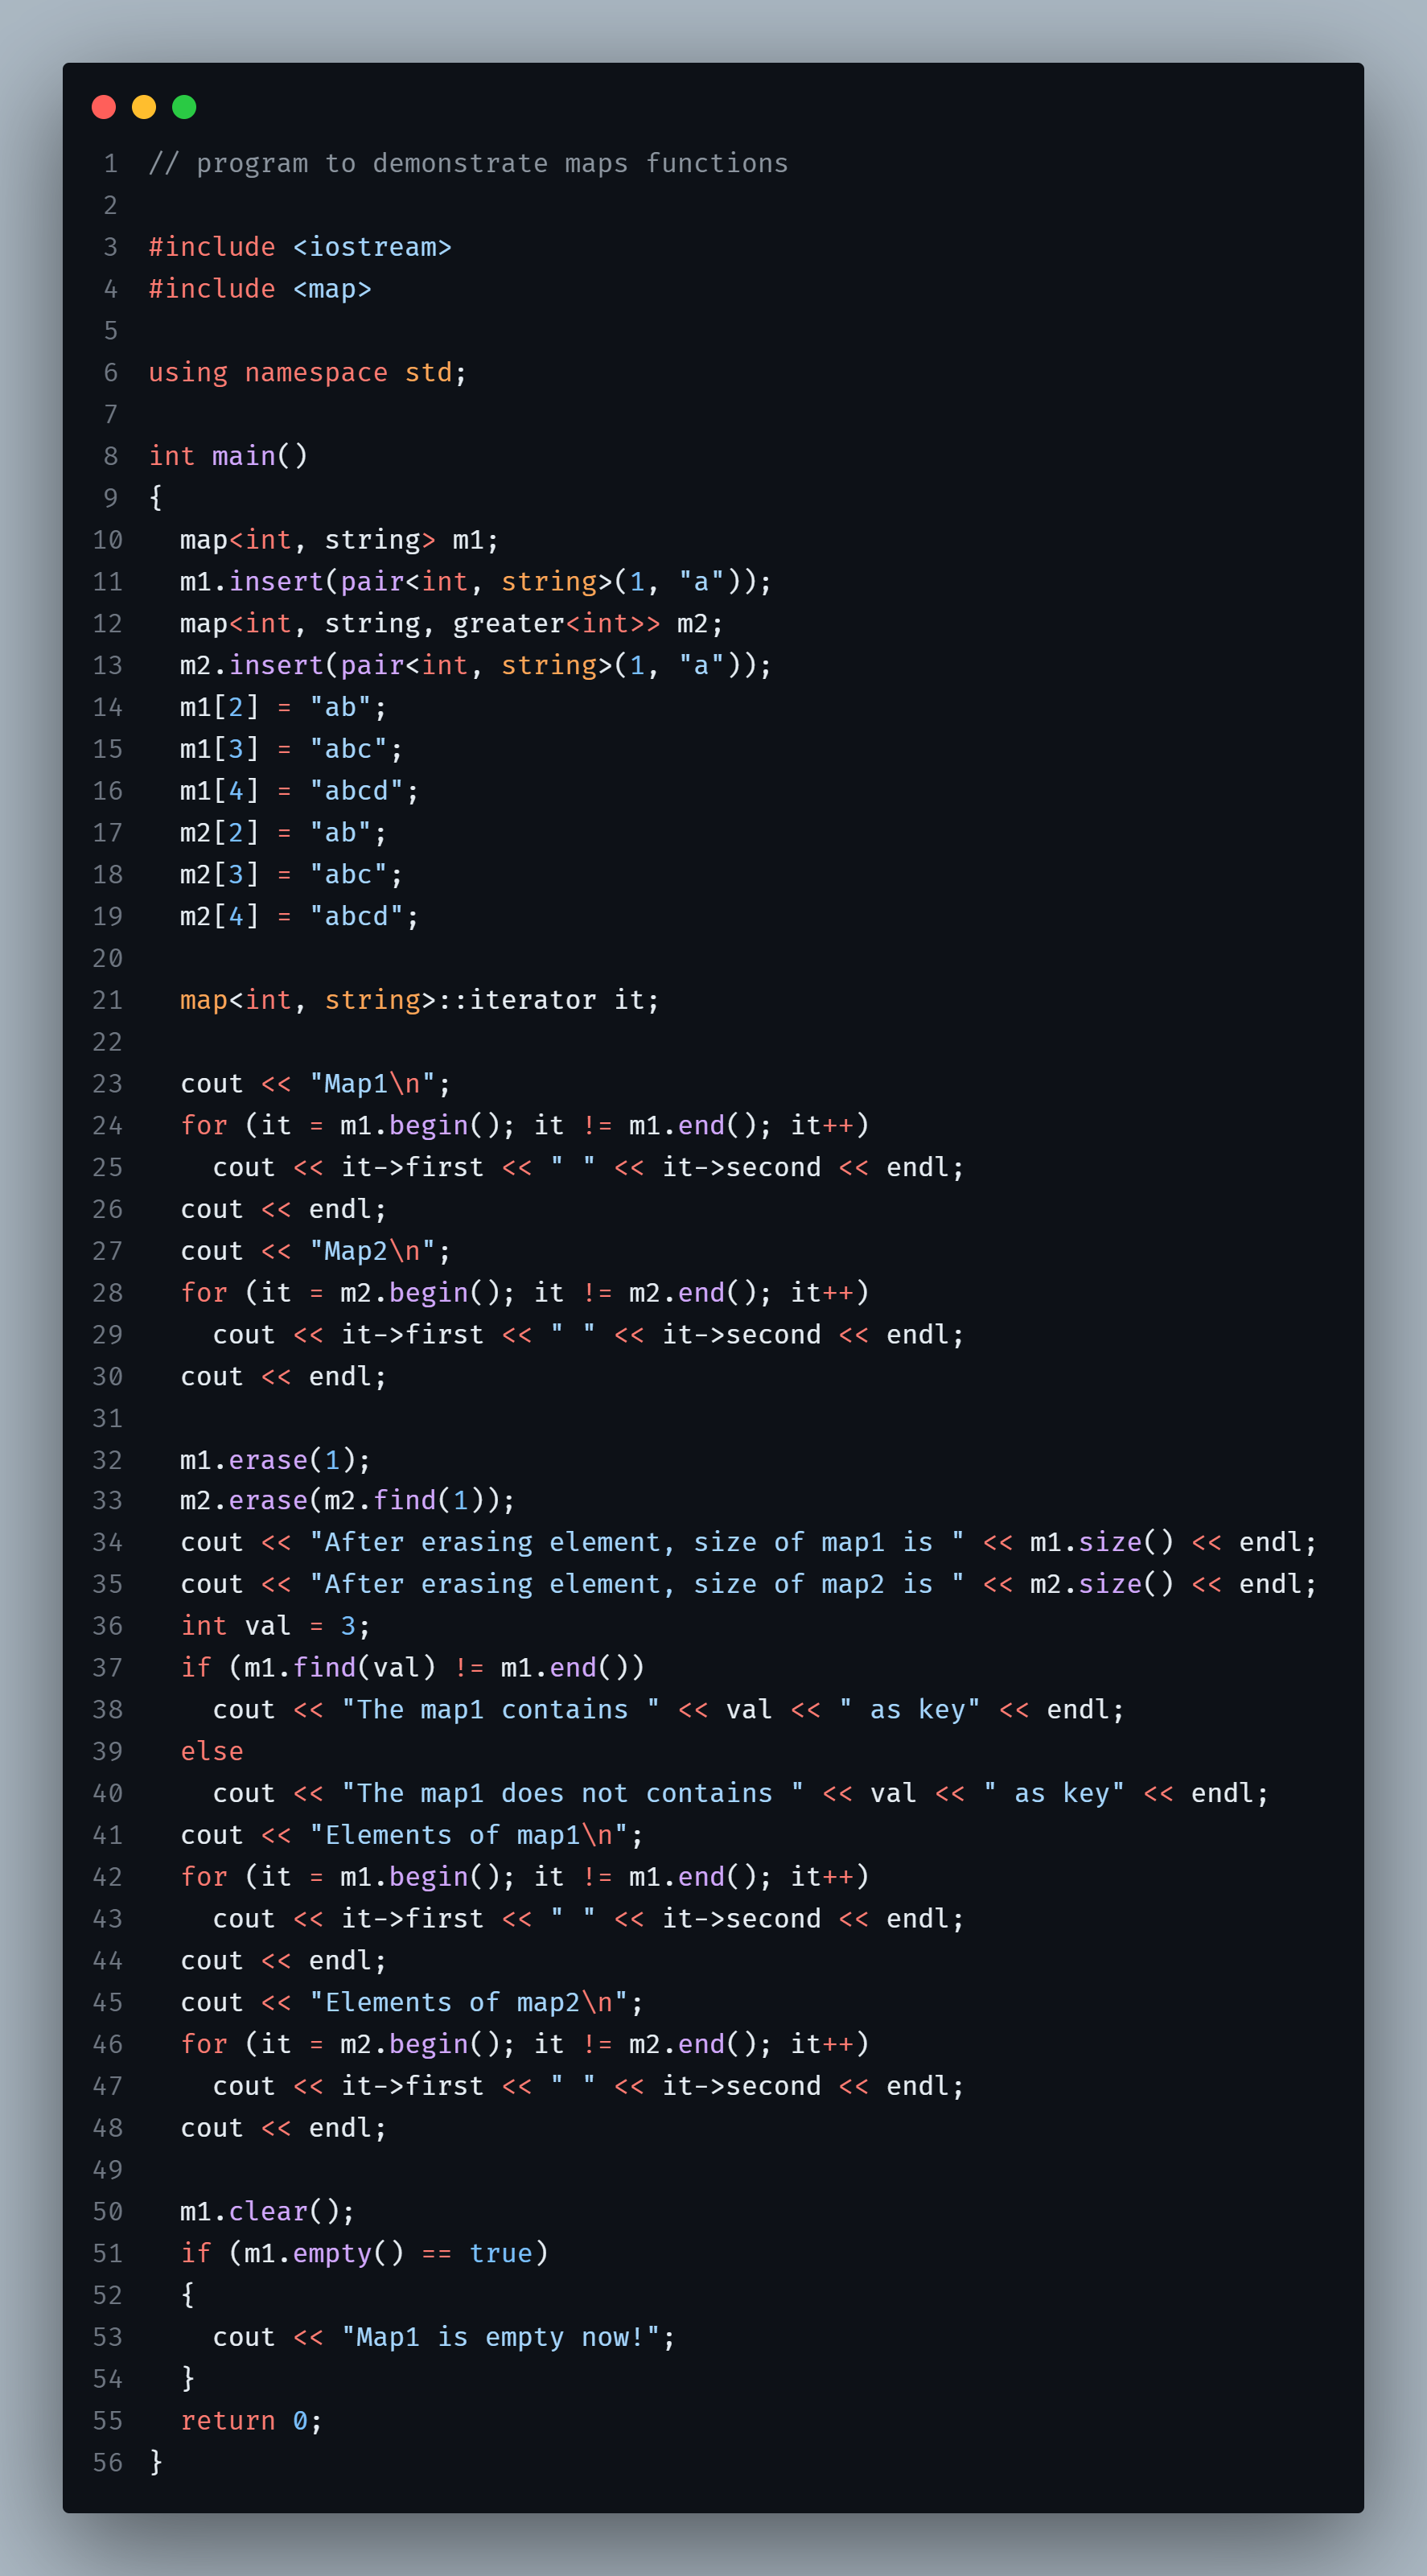 1 // program to demonstrate maps functions
2
3 #include <iostream>
4 #include <map>
5
6 using namespace std;
7
8 int main()
9 {
10   map<int, string> m1;
11   m1.insert(pair<int, string>(1, "a"));
12   map<int, string, greater<int>> m2;
13   m2.insert(pair<int, string>(1, "a"));
14   m1[2] = "ab";
15   m1[3] = "abc";
16   m1[4] = "abcd";
17   m2[2] = "ab";
18   m2[3] = "abc";
19   m2[4] = "abcd";
20
21   map<int, string>::iterator it;
22
23   cout << "Map1\n";
24   for (it = m1.begin(); it != m1.end(); it++)
25     cout << it->first << " " << it->second << endl;
26   cout << endl;
27   cout << "Map2\n";
28   for (it = m2.begin(); it != m2.end(); it++)
29     cout << it->first << " " << it->second << endl;
30   cout << endl;
31
32   m1.erase(1);
33   m2.erase(m2.find(1));
34   cout << "After erasing element, size of map1 is " << m1.size() << endl;
35   cout << "After erasing element, size of map2 is " << m2.size() << endl;
36   int val = 3;
37   if (m1.find(val) != m1.end())
38     cout << "The map1 contains " << val << " as key" << endl;
39   else
40     cout << "The map1 does not contains " << val << " as key" << endl;
41   cout << "Elements of map1\n";
42   for (it = m1.begin(); it != m1.end(); it++)
43     cout << it->first << " " << it->second << endl;
44   cout << endl;
45   cout << "Elements of map2\n";
46   for (it = m2.begin(); it != m2.end(); it++)
47     cout << it->first << " " << it->second << endl;
48   cout << endl;
49
50   m1.clear();
51   if (m1.empty() == true)
52   {
53     cout << "Map1 is empty now!";
54   }
55   return 0;
56 }